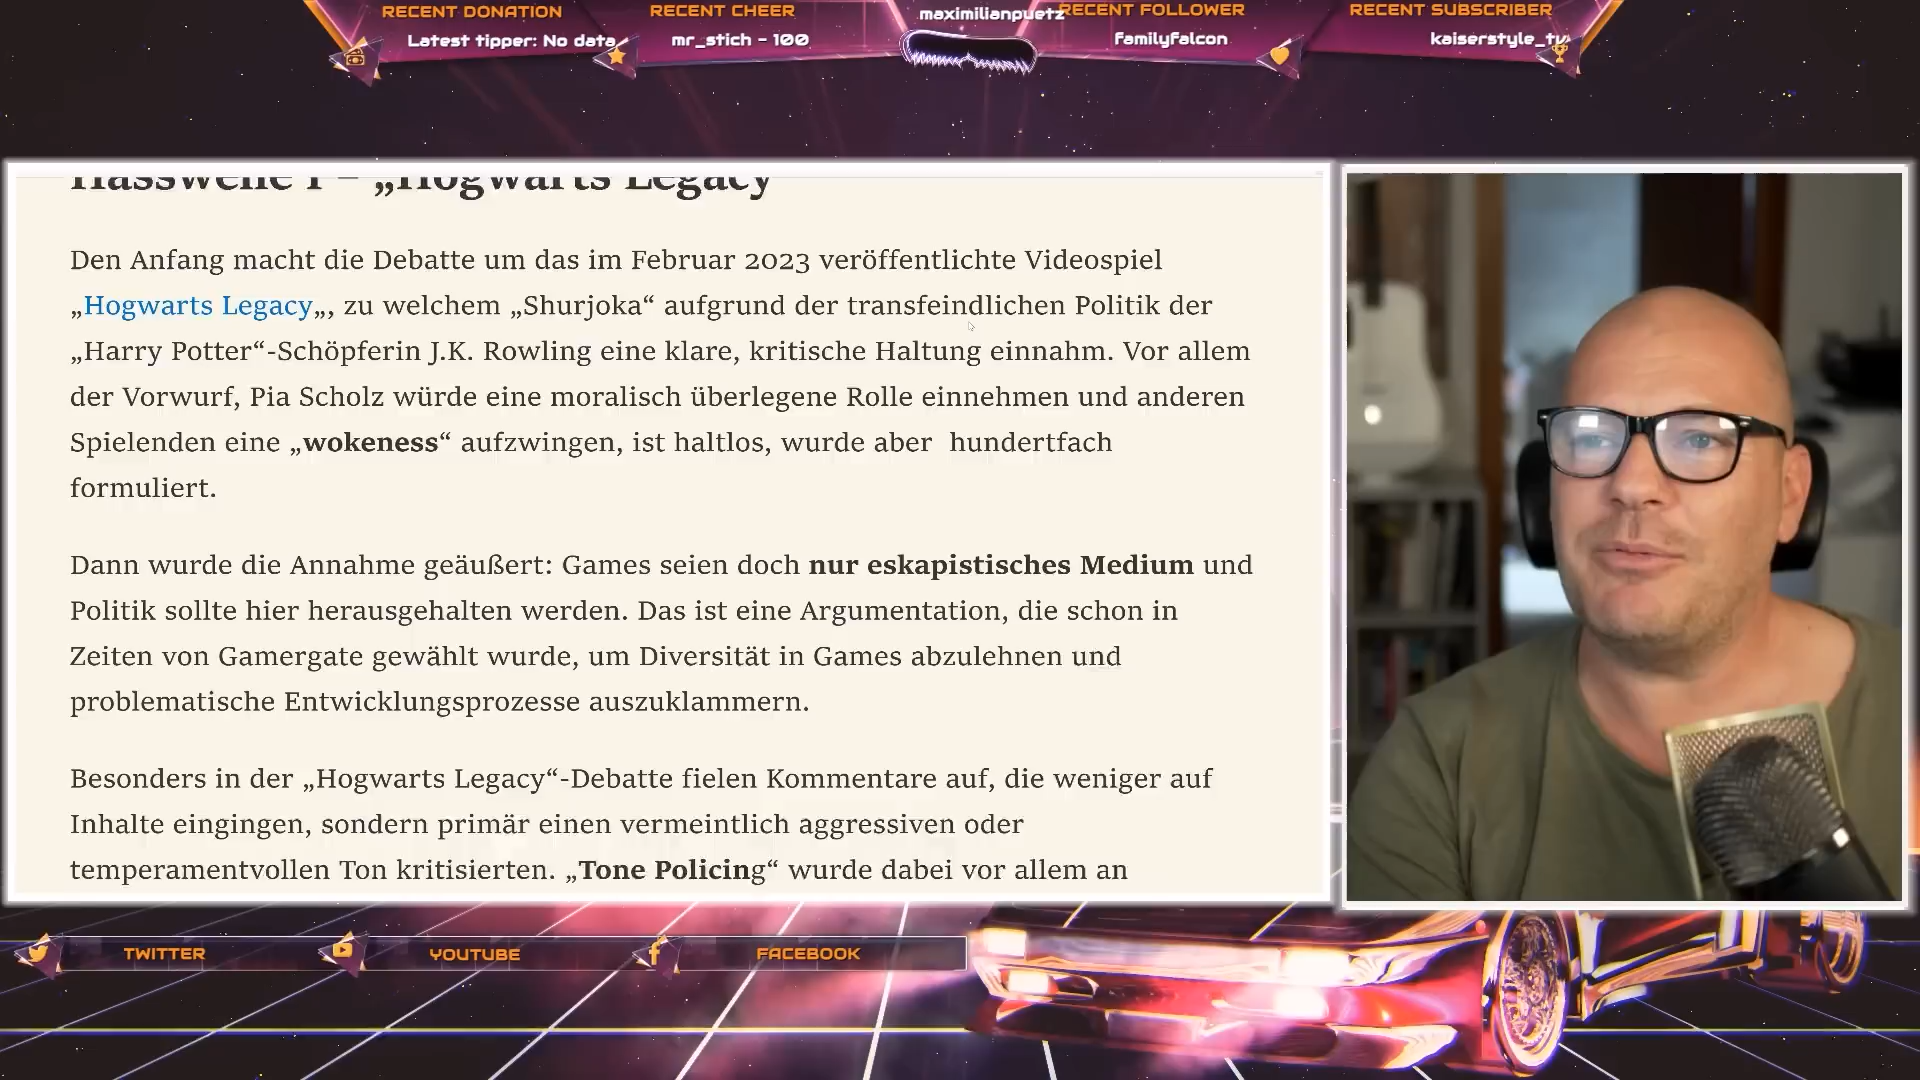 RECENT DONATION
Latest tipper: No data
RECENT CHEER
mr_stich - 100
maximilianpuetz
RECENT FOLLOWER
FamilyFalcon
RECENT SUBSCRIBER
kaiserstyle_tv
Hasswelle I – „Hogwarts Legacy
Den Anfang macht die Debatte um das im Februar 2023 veröffentlichte Videospiel
„Hogwarts Legacy„, zu welchem „Shurjoka“ aufgrund der transfeindlichen Politik der
„Harry Potter“-Schöpferin J.K. Rowling eine klare, kritische Haltung einnahm. Vor allem
der Vorwurf, Pia Scholz würde eine moralisch überlegene Rolle einnehmen und anderen
Spielenden eine „wokeness“ aufzwingen, ist haltlos, wurde aber hundertfach
formuliert.
Dann wurde die Annahme geäußert: Games seien doch nur eskapistisches Medium und
Politik sollte hier herausgehalten werden. Das ist eine Argumentation, die schon in
Zeiten von Gamergate gewählt wurde, um Diversität in Games abzulehnen und
problematische Entwicklungsprozesse auszuklammern.
Besonders in der „Hogwarts Legacy“-Debatte fielen Kommentare auf, die weniger auf
Inhalte eingingen, sondern primär einen vermeintlich aggressiven oder
temperamentvollen Ton kritisierten. „Tone Policing“ wurde dabei vor allem an
TWITTER
YOUTUBE
FACEBOOK